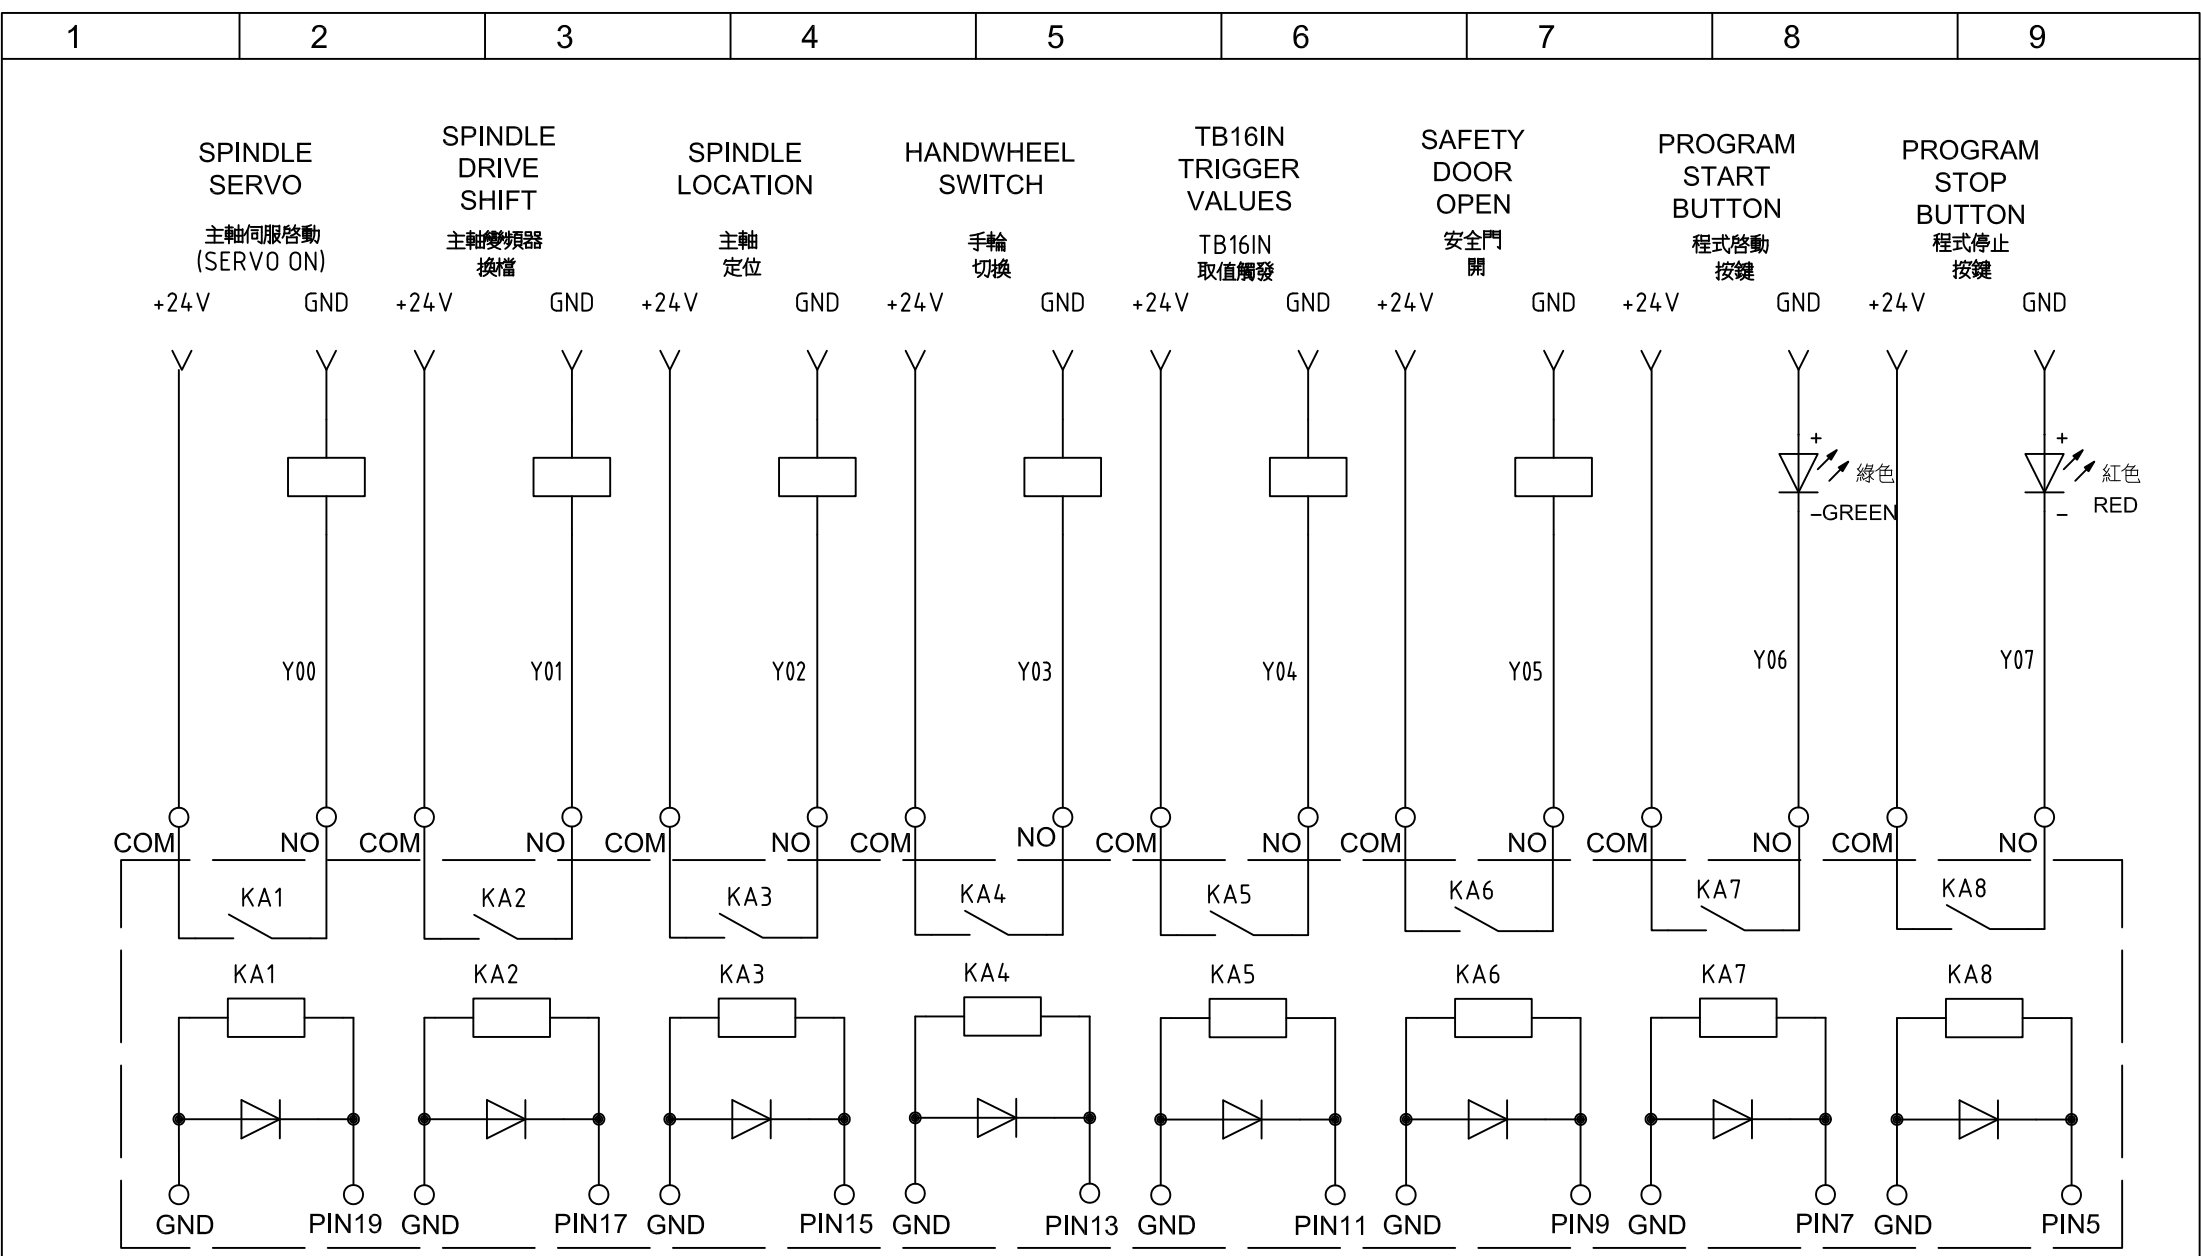 1 2 3 4 5 6 7 8 9
SPINDLE
SERVO
主軸伺服啓動
(SERVO ON)
SPINDLE
DRIVE
SHIFT
主軸變頻器
換檔
SPINDLE
LOCATION
主軸
定位
HANDWHEEL
SWITCH
手輪
切換
TB16IN
TRIGGER
VALUES
TB16IN
取值觸發
SAFETY
DOOR
OPEN
安全門
開
PROGRAM
START
BUTTON
程式啓動
按鍵
PROGRAM
STOP
BUTTON
程式停止
按鍵
+24V GND +24V GND +24V GND +24V GND +24V GND +24V GND +24V GND +24V GND
+ +
綠色 紅色
–GREEN – RED
Y00 Y01 Y02 Y03 Y04 Y05 Y06 Y07
COM NO COM NO COM NO COM NO COM NO COM NO COM NO COM NO
KA1 KA2 KA3 KA4 KA5 KA6 KA7 KA8
KA1 KA2 KA3 KA4 KA5 KA6 KA7 KA8
GND PIN19 GND PIN17 GND PIN15 GND PIN13 GND PIN11 GND PIN9 GND PIN7 GND PIN5